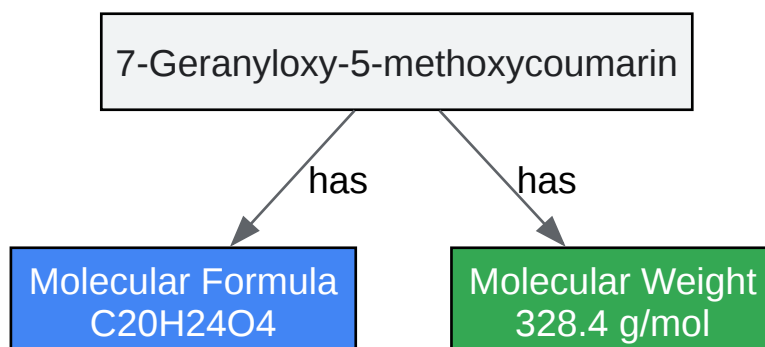 7-Geranyloxy-5-methoxycoumarin
has has
Molecular Formula
C20H24O4
Molecular Weight
328.4 g/mol